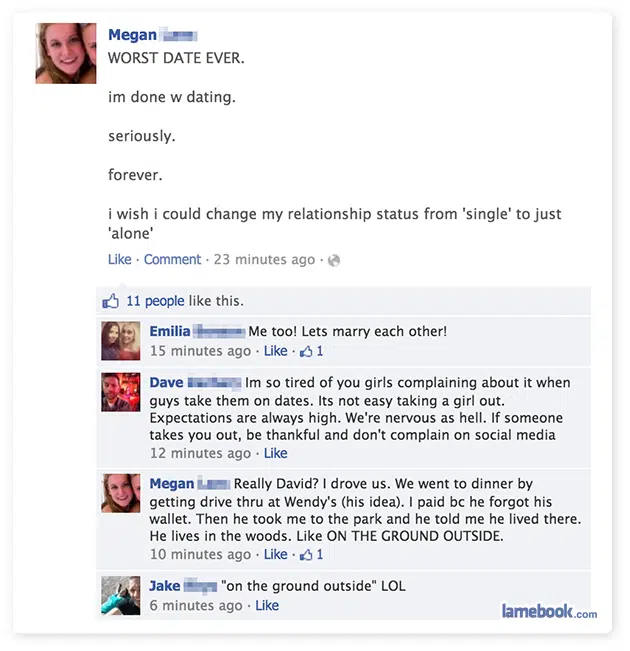 Megan
WORST DATE EVER.
im done w dating.
seriously.
forever.
i wish i could change my relationship status from 'single' to just
'alone'
Like · Comment · 23 minutes ago ·
11 people like this.
Emilia Me too! Lets marry each other!
15 minutes ago · Like · 1
Dave Im so tired of you girls complaining about it when
guys take them on dates. Its not easy taking a girl out.
Expectations are always high. We're nervous as hell. If someone
takes you out, be thankful and don't complain on social media
12 minutes ago · Like
Megan Really David? I drove us. We went to dinner by
getting drive thru at Wendy's (his idea). I paid bc he forgot his
wallet. Then he took me to the park and he told me he lived there.
He lives in the woods. Like ON THE GROUND OUTSIDE.
10 minutes ago · Like · 1
Jake "on the ground outside" LOL
6 minutes ago · Like
lamebook.com